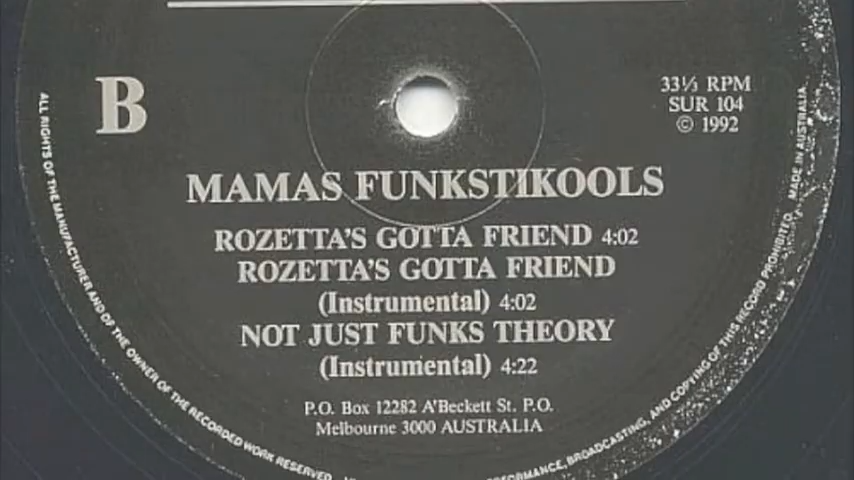 B
33⅓ RPM
SUR 104
© 1992
MAMAS FUNKSTIKOOLS
ROZETTA'S GOTTA FRIEND 4:02
ROZETTA'S GOTTA FRIEND
(Instrumental) 4:02
NOT JUST FUNKS THEORY
(Instrumental) 4:22
P.O. Box 12282 A'Beckett St. P.O.
Melbourne 3000 AUSTRALIA
ALL RIGHTS OF THE MANUFACTURER AND OF THE OWNER OF THE RECORDED WORK RESERVED
BROADCASTING, AND COPYING OF THIS RECORD PROHIBITED. MADE IN AUSTRALIA